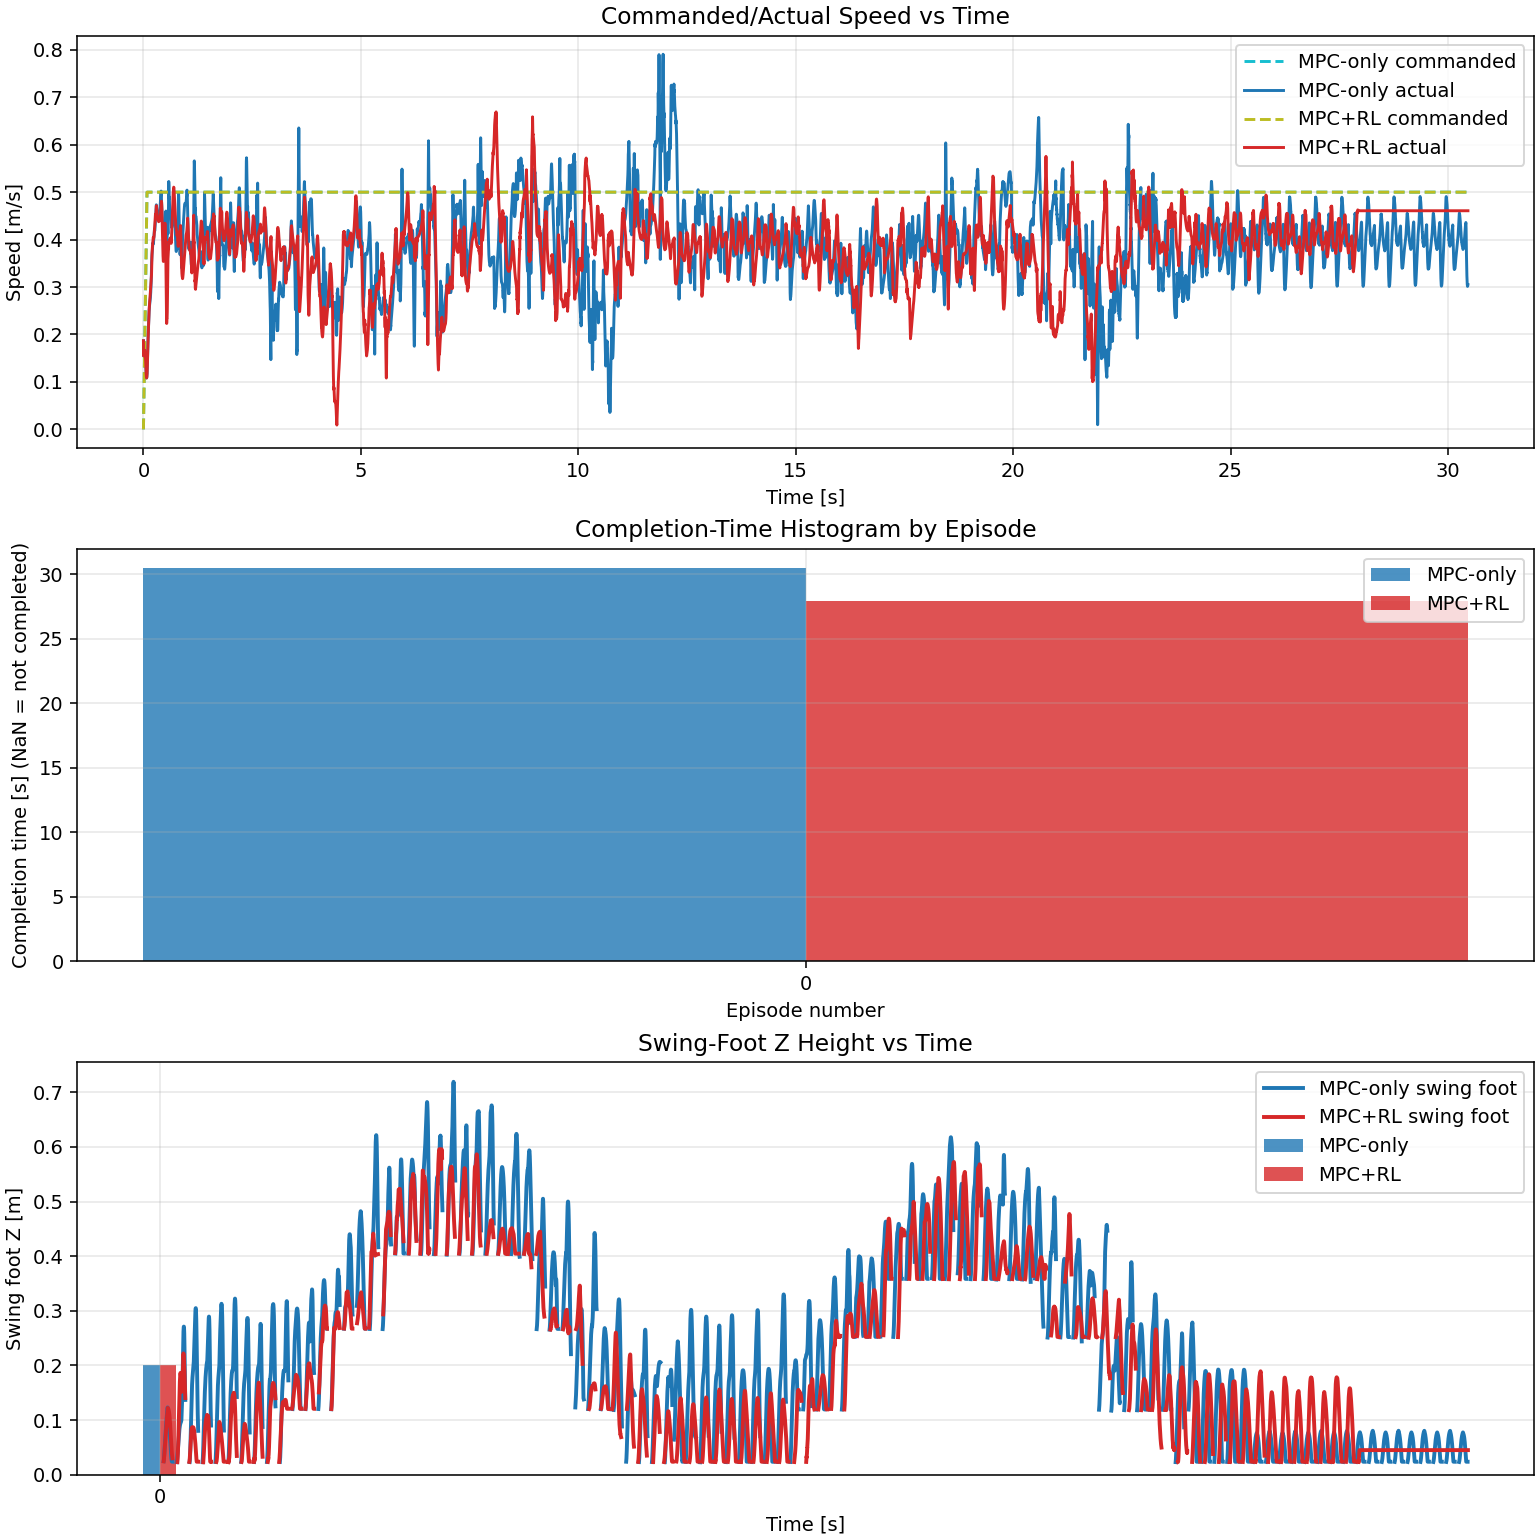 Commanded/Actual Speed vs Time
Speed [m/s]
0.8
0.7
0.6
0.5
0.4
0.3
0.2
0.1
0.0
MPC-only commanded
MPC-only actual
MPC+RL commanded
MPC+RL actual
0 5 10 15 20 25 30
Time [s]
Completion-Time Histogram by Episode
Completion time [s] (NaN = not completed)
30
25
20
15
10
5
0
MPC-only
MPC+RL
0
Episode number
Swing-Foot Z Height vs Time
Swing foot Z [m]
0.7
0.6
0.5
0.4
0.3
0.2
0.1
0.0
MPC-only swing foot
MPC+RL swing foot
MPC-only
MPC+RL
0
Time [s]